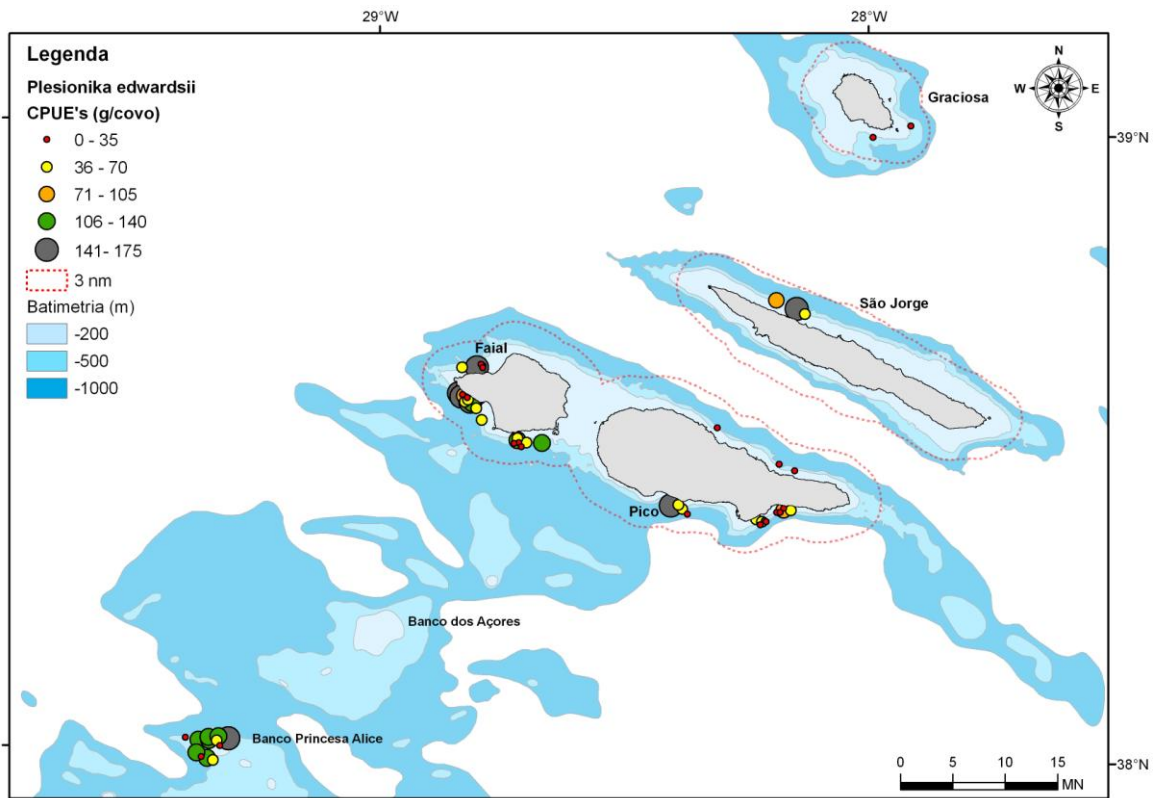 29°W
28°W
Legenda
Plesionika edwardsii
CPUE's (g/covo)
0 - 35
36 - 70
71 - 105
106 - 140
141 - 175
3 nm
Batimetria (m)
-200
-500
-1000
N
W
E
S
Graciosa
39°N
São Jorge
Faial
Pico
Banco dos Açores
Banco Princesa Alice
38°N
0 5 10 15
MN